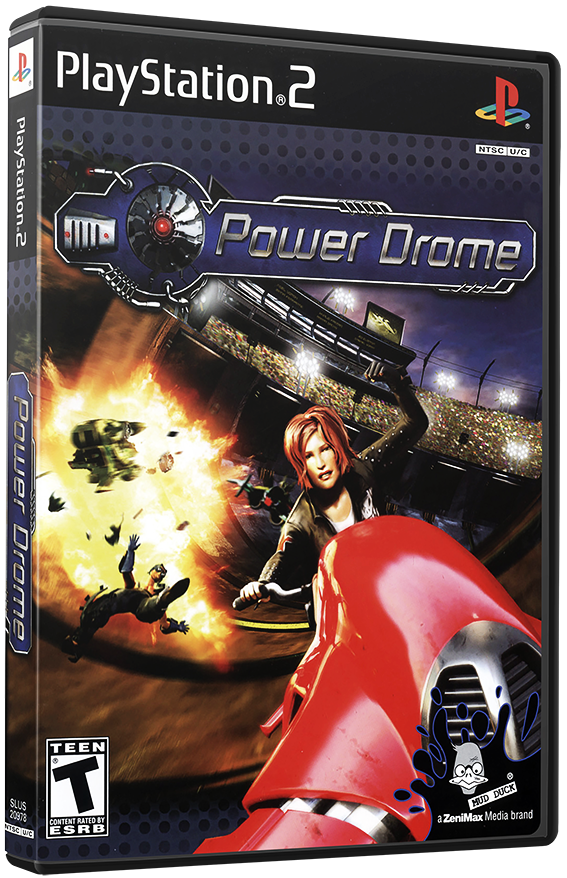 PlayStation®2
NTSC U/C
Power Drome
PlayStation®2
Power Drome
SLUS
20978
NTSC U/C
TEEN
T
CONTENT RATED BY
ESRB
MUD DUCK®
a ZeniMax Media brand